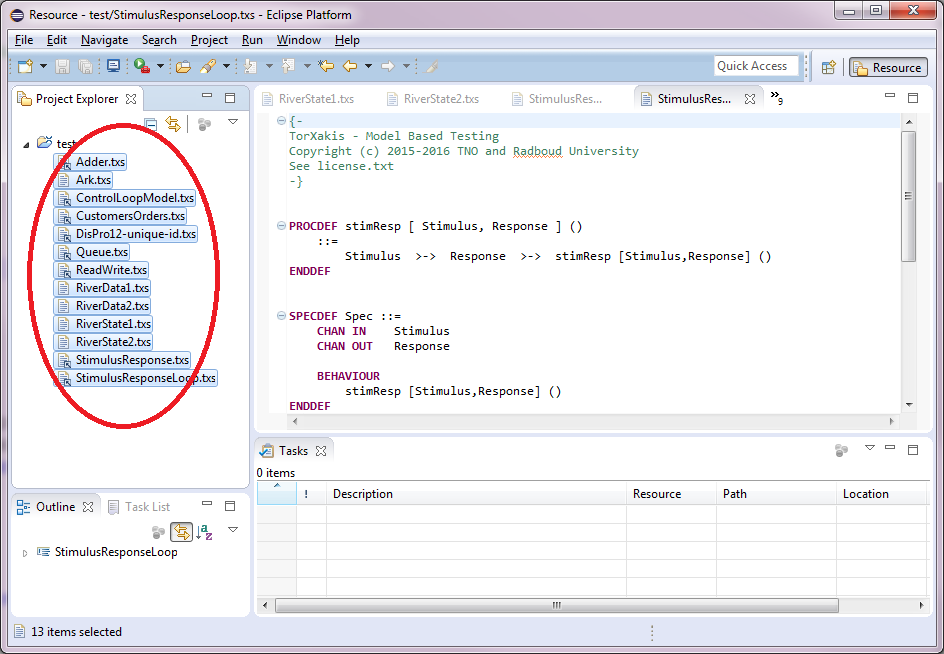 Resource - test/StimulusResponseLoop.txs - Eclipse Platform
File Edit Navigate Search Project Run Window Help
Quick Access
Resource
Project Explorer
test
Adder.txs
Ark.txs
ControlLoopModel.txs
CustomersOrders.txs
DisPro12-unique-id.txs
Queue.txs
ReadWrite.txs
RiverData1.txs
RiverData2.txs
RiverState1.txs
RiverState2.txs
StimulusResponse.txs
StimulusResponseLoop.txs
RiverState1.txs RiverState2.txs StimulusRes... StimulusRes... »9
{-
TorXakis - Model Based Testing
Copyright (c) 2015-2016 TNO and Radboud University
See license.txt
-}
PROCDEF stimResp [ Stimulus, Response ] ()
::=
Stimulus >-> Response >-> stimResp [Stimulus,Response] ()
ENDDEF
SPECDEF Spec ::=
CHAN IN Stimulus
CHAN OUT Response
BEHAVIOUR
stimResp [Stimulus,Response] ()
ENDDEF
Outline Task List
StimulusResponseLoop
Tasks
0 items
! Description Resource Path Location
13 items selected